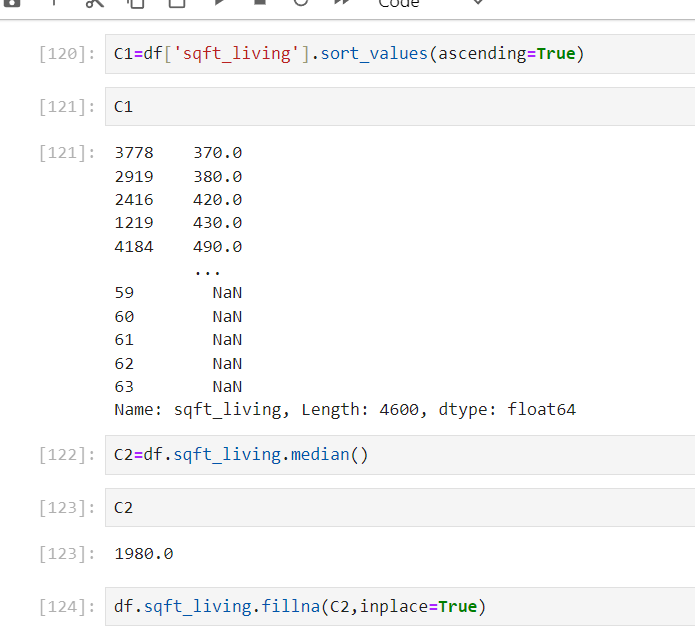 Code
[120]: C1=df['sqft_living'].sort_values(ascending=True)
[121]: C1
[121]: 3778 370.0
2919 380.0
2416 420.0
1219 430.0
4184 490.0
...
59 NaN
60 NaN
61 NaN
62 NaN
63 NaN
Name: sqft_living, Length: 4600, dtype: float64
[122]: C2=df.sqft_living.median()
[123]: C2
[123]: 1980.0
[124]: df.sqft_living.fillna(C2,inplace=True)